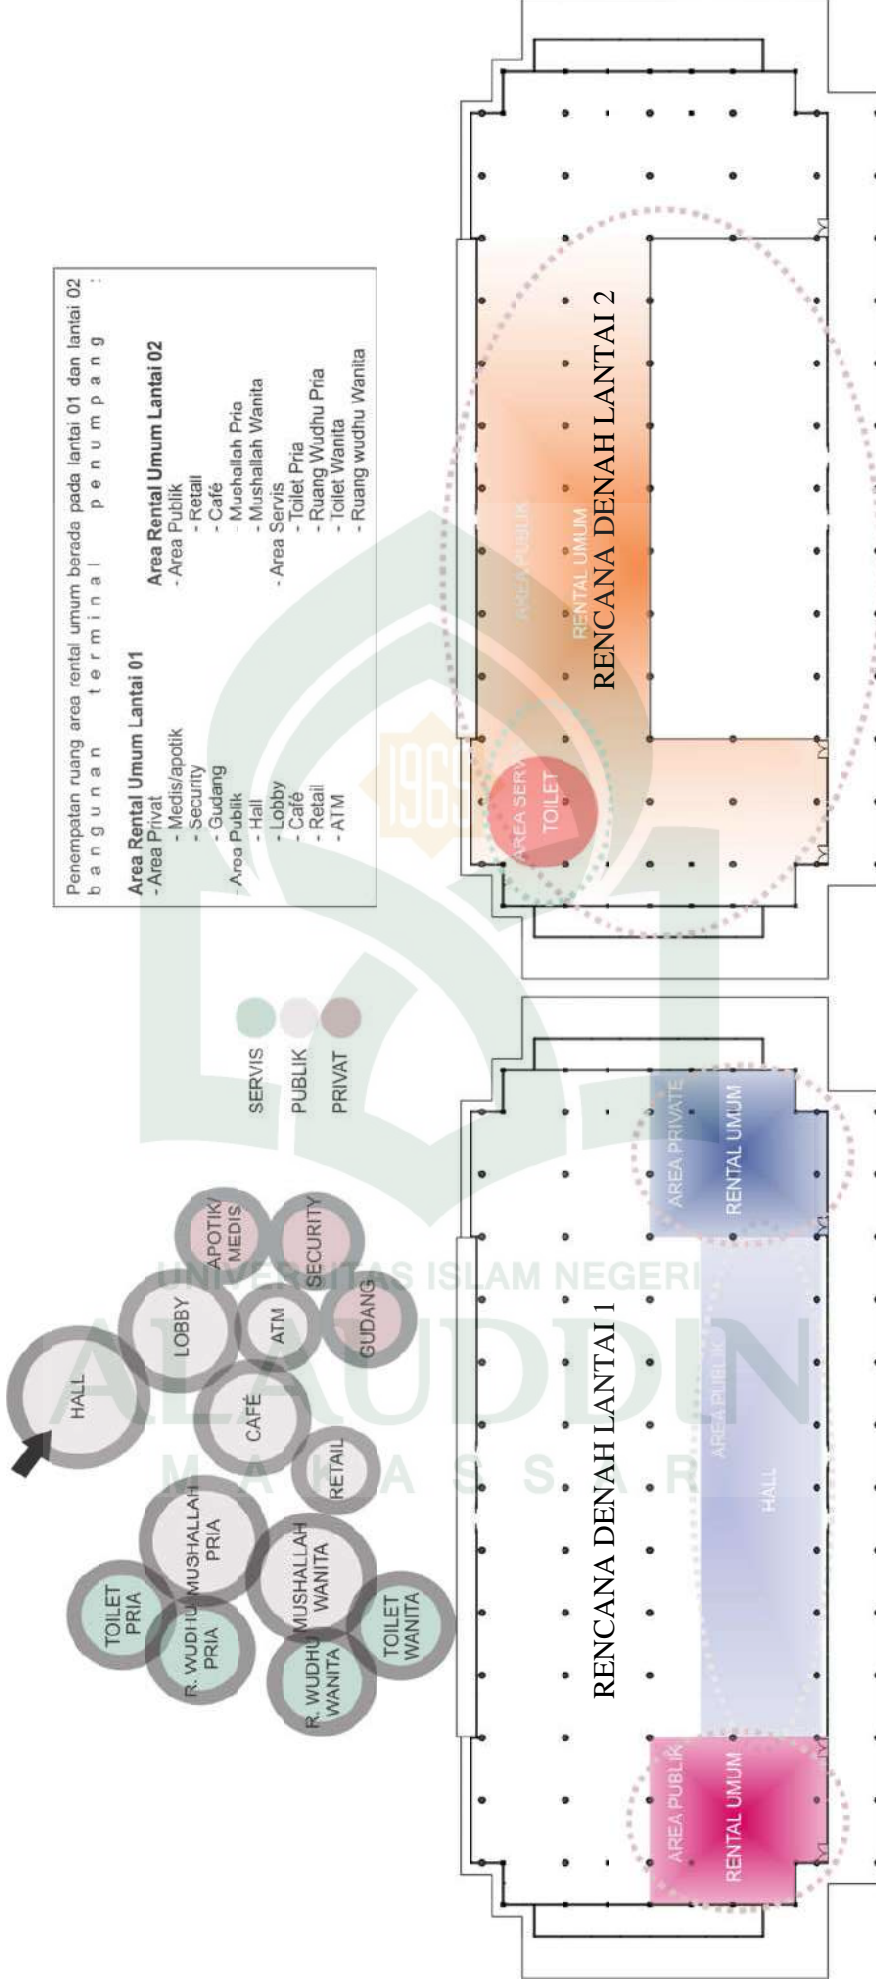 Penempatan ruang area rental umum berada pada lantai 01 dan lantai 02
bangunan terminal penumpang :
Area Rental Umum Lantai 01
- Area Privat
- Medis/apotik
- Security
- Gudang
- Area Publik
- Hall
- Lobby
- Café
- Retail
- ATM
Area Rental Umum Lantai 02
- Area Publik
- Retail
- Café
- Mushallah Pria
- Mushallah Wanita
- Area Servis
- Toilet Pria
- Ruang Wudhu Pria
- Toilet Wanita
- Ruang wudhu Wanita
HALL
LOBBY
APOTIK/
MEDIS
SECURITY
ATM
GUDANG
CAFÉ
RETAIL
MUSHALLAH
PRIA
MUSHALLAH
WANITA
TOILET
PRIA
R. WUDHU
PRIA
R. WUDHU
WANITA
TOILET
WANITA
SERVIS
PUBLIK
PRIVAT
1965
UNIVERSITAS ISLAM NEGERI
ALAUDDIN
MAKASSAR
RENCANA DENAH LANTAI 1
AREA PUBLIK
RENTAL UMUM
AREA PUBLIK
HALL
AREA PRIVATE
RENTAL UMUM
RENCANA DENAH LANTAI 2
AREA SERVIS
TOILET
AREA PUBLIK
RENTAL UMUM